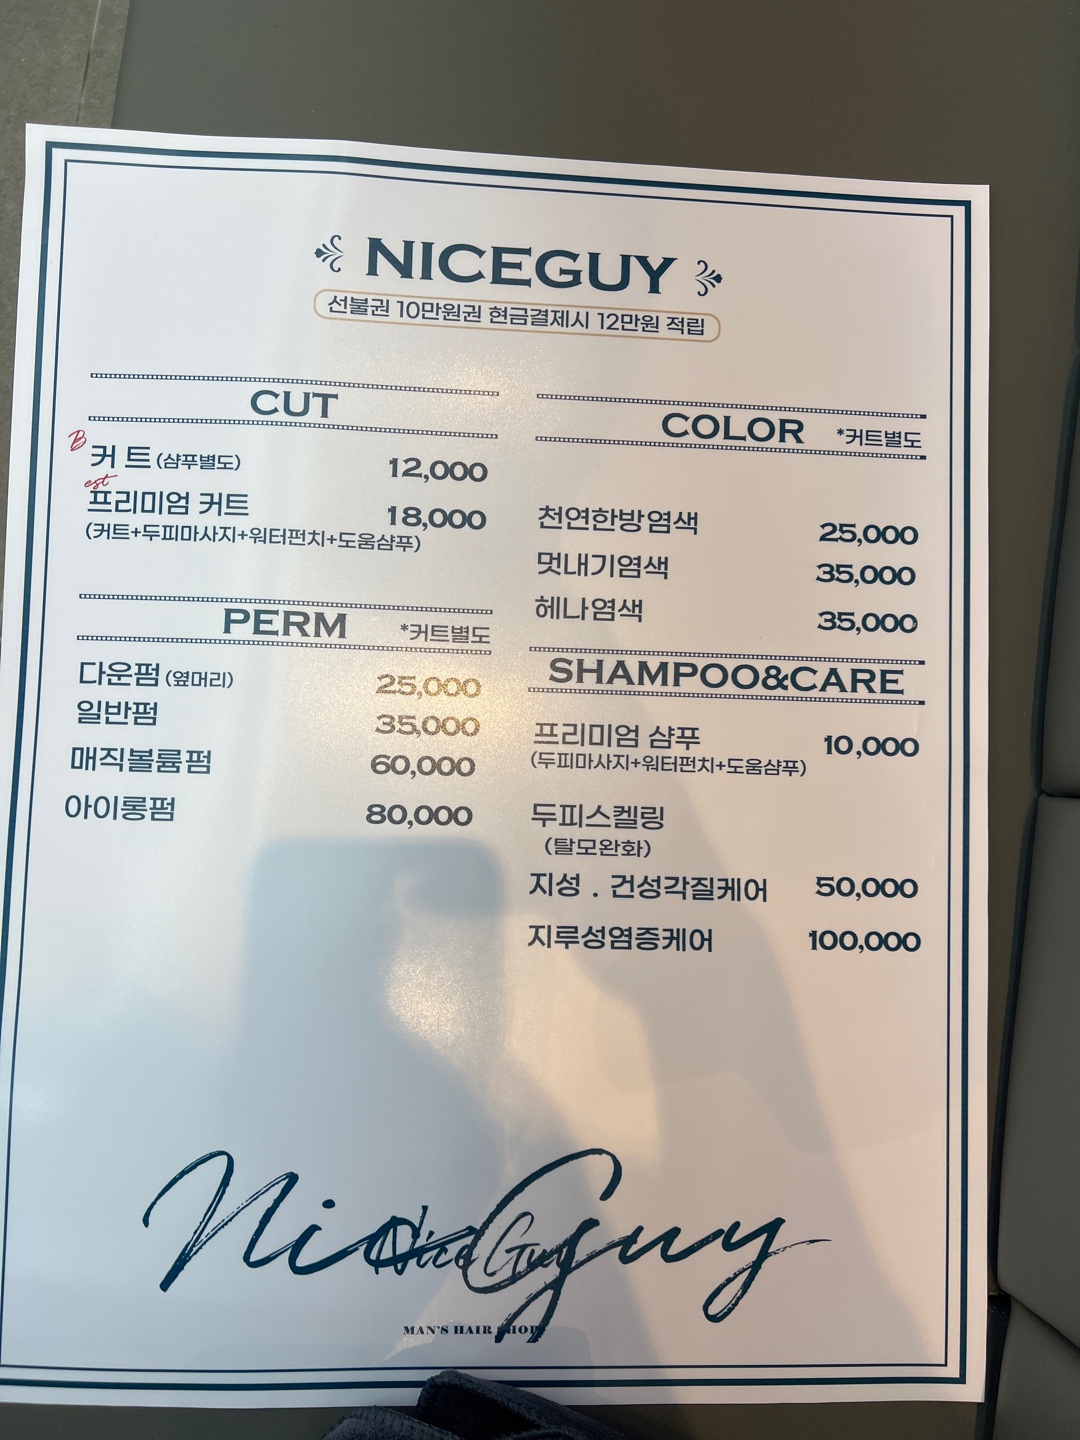 NICEGUY
선불권 10만원권 현금결제시 12만원 적립
CUT
Best
커 트 (샴푸별도) 12,000
프리미엄 커트 18,000
(커트+두피마사지+워터펀치+도움샴푸)
PERM *커트별도
다운펌 (옆머리) 25,000
일반펌 35,000
매직볼륨펌 60,000
아이롱펌 80,000
COLOR *커트별도
천연한방염색 25,000
멋내기염색 35,000
헤나염색 35,000
SHAMPOO&CARE
프리미엄 샴푸 10,000
(두피마사지+워터펀치+도움샴푸)
두피스켈링
(탈모완화)
지성 . 건성각질케어 50,000
지루성염증케어 100,000
Nice Guy
Nice Guy
MAN'S HAIR SHOP